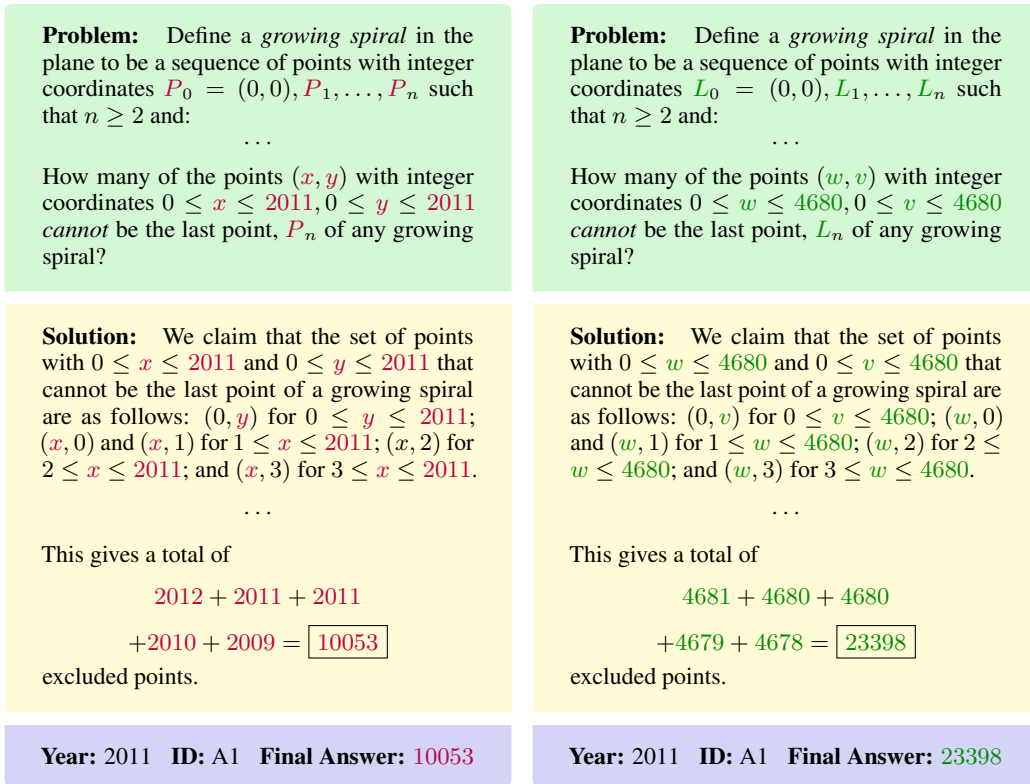 Problem: Define a growing spiral in the
plane to be a sequence of points with integer
coordinates P₀ = (0,0), P₁, . . . , Pₙ such
that n ≥ 2 and:
. . .
How many of the points (x, y) with integer
coordinates 0 ≤ x ≤ 2011, 0 ≤ y ≤ 2011
cannot be the last point, Pₙ of any growing
spiral?
Solution: We claim that the set of points
with 0 ≤ x ≤ 2011 and 0 ≤ y ≤ 2011 that
cannot be the last point of a growing spiral
are as follows: (0, y) for 0 ≤ y ≤ 2011;
(x, 0) and (x, 1) for 1 ≤ x ≤ 2011; (x, 2) for
2 ≤ x ≤ 2011; and (x, 3) for 3 ≤ x ≤ 2011.
. . .
This gives a total of
2012 + 2011 + 2011
+2010 + 2009 = 10053
excluded points.
Year: 2011 ID: A1 Final Answer: 10053
Problem: Define a growing spiral in the
plane to be a sequence of points with integer
coordinates L₀ = (0,0), L₁, . . . , Lₙ such
that n ≥ 2 and:
. . .
How many of the points (w, v) with integer
coordinates 0 ≤ w ≤ 4680, 0 ≤ v ≤ 4680
cannot be the last point, Lₙ of any growing
spiral?
Solution: We claim that the set of points
with 0 ≤ w ≤ 4680 and 0 ≤ v ≤ 4680 that
cannot be the last point of a growing spiral are
as follows: (0, v) for 0 ≤ v ≤ 4680; (w, 0)
and (w, 1) for 1 ≤ w ≤ 4680; (w, 2) for 2 ≤
w ≤ 4680; and (w, 3) for 3 ≤ w ≤ 4680.
. . .
This gives a total of
4681 + 4680 + 4680
+4679 + 4678 = 23398
excluded points.
Year: 2011 ID: A1 Final Answer: 23398